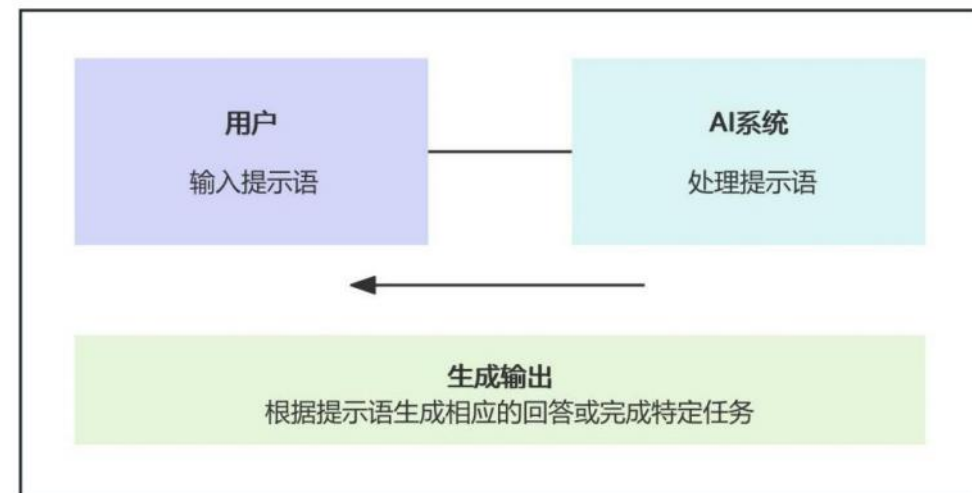 用户
输入提示语
AI系统
处理提示语
生成输出
根据提示语生成相应的回答或完成特定任务